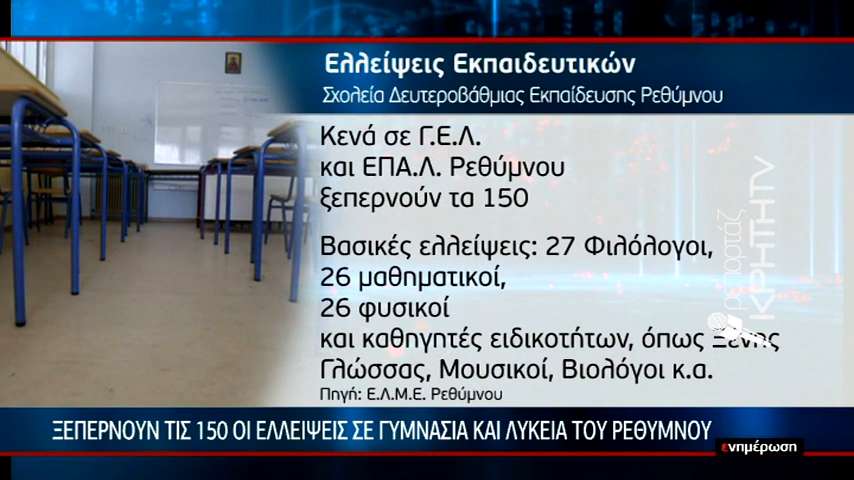 Ελλείψεις Εκπαιδευτικών
Σχολεία Δευτεροβάθμιας Εκπαίδευσης Ρεθύμνου
Κενά σε Γ.Ε.Λ.
και ΕΠΑ.Λ. Ρεθύμνου
ξεπερνούν τα 150
Βασικές ελλείψεις: 27 Φιλόλογοι,
26 μαθηματικοί,
26 φυσικοί
και καθηγητές ειδικοτήτων, όπως Ξένης
Γλώσσας, Μουσικοί, Βιολόγοι κ.α.
Πηγή: Ε.Λ.Μ.Ε. Ρεθύμνου
ρεπορτάζ
ΚΡΗΤΗTV
ΞΕΠΕΡΝΟΥΝ ΤΙΣ 150 ΟΙ ΕΛΛΕΙΨΕΙΣ ΣΕ ΓΥΜΝΑΣΙΑ ΚΑΙ ΛΥΚΕΙΑ ΤΟΥ ΡΕΘΥΜΝΟΥ
ενημέρωση